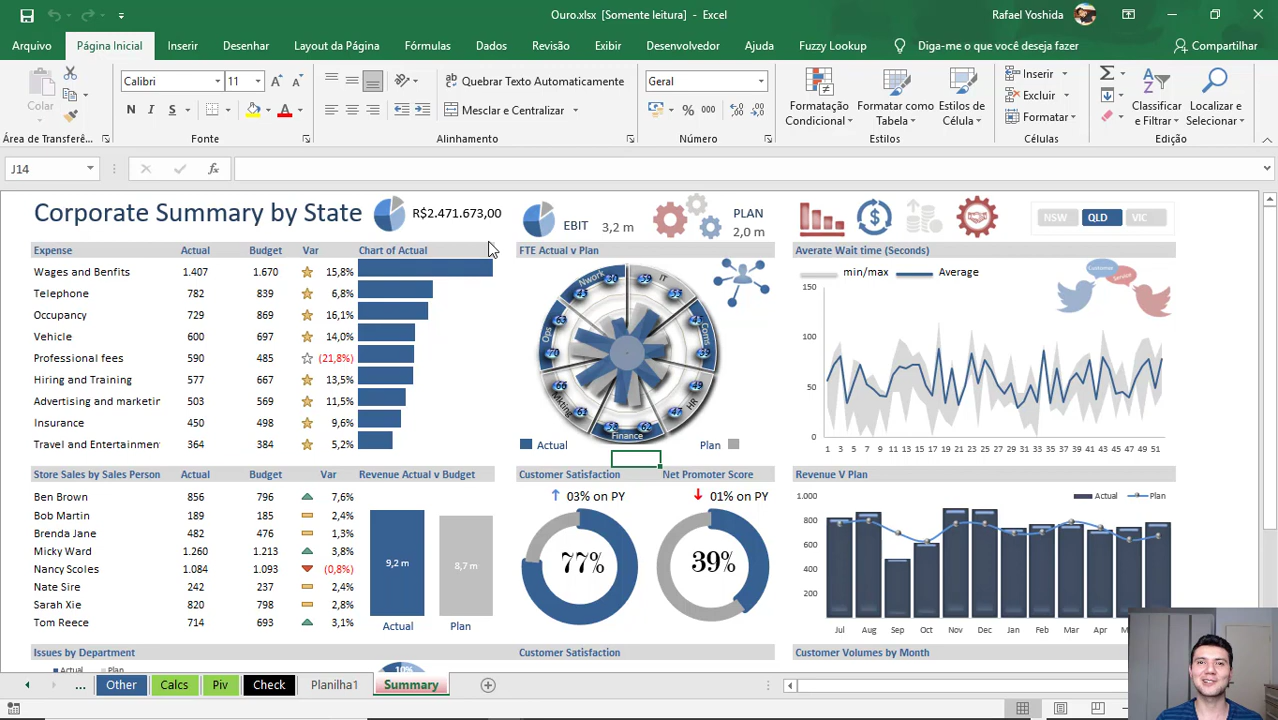 Ouro.xlsx [Somente leitura] - Excel
Rafael Yoshida
Arquivo Página Inicial Inserir Desenhar Layout da Página Fórmulas Dados Revisão Exibir Desenvolvedor Ajuda Fuzzy Lookup Diga-me o que você deseja fazer Compartilhar
Colar
Calibri 11
N I S
Quebrar Texto Automaticamente
Mesclar e Centralizar
Geral
% 000
Formatação Condicional
Formatar como Tabela
Estilos de Célula
Inserir
Excluir
Formatar
Classificar e Filtrar
Localizar e Selecionar
Área de Transferê...
Fonte
Alinhamento
Número
Estilos
Células
Edição
J14
fx
Corporate Summary by State
R$2.471.673,00
EBIT 3,2 m
PLAN
2,0 m
NSW QLD VIC
Expense Actual Budget Var Chart of Actual
Wages and Benfits 1.407 1.670 15,8%
Telephone 782 839 6,8%
Occupancy 729 869 16,1%
Vehicle 600 697 14,0%
Professional fees 590 485 (21,8%)
Hiring and Training 577 667 13,5%
Advertising and marketin 503 569 11,5%
Insurance 450 498 9,6%
Travel and Entertainmen 364 384 5,2%
FTE Actual v Plan
IT
Coms
HR
Finance
Mkting
Ops
Nwork
Actual Plan
Averate Wait time (Seconds)
min/max Average
Customer
Service
150
100
50
0
1 3 5 7 9 11 13 15 17 19 21 23 25 27 29 31 33 35 37 39 41 43 45 47 49 51
Store Sales by Sales Person Actual Budget Var
Ben Brown 856 796 7,6%
Bob Martin 189 185 2,4%
Brenda Jane 482 476 1,3%
Micky Ward 1.260 1.213 3,8%
Nancy Scoles 1.084 1.093 (0,8%)
Nate Sire 242 237 2,4%
Sarah Xie 820 798 2,8%
Tom Reece 714 693 3,1%
Revenue Actual v Budget
9,2 m
8,7 m
Actual Plan
Customer Satisfaction
03% on PY
77%
Net Promoter Score
01% on PY
39%
Revenue V Plan
Actual Plan
1.000
800
600
400
200
Jul Aug Sep Oct Nov Dec Jan Feb Mar Apr
Issues by Department
Actual Plan
10%
Customer Satisfaction
Customer Volumes by Month
... Other Calcs Piv Check Planilha1 Summary